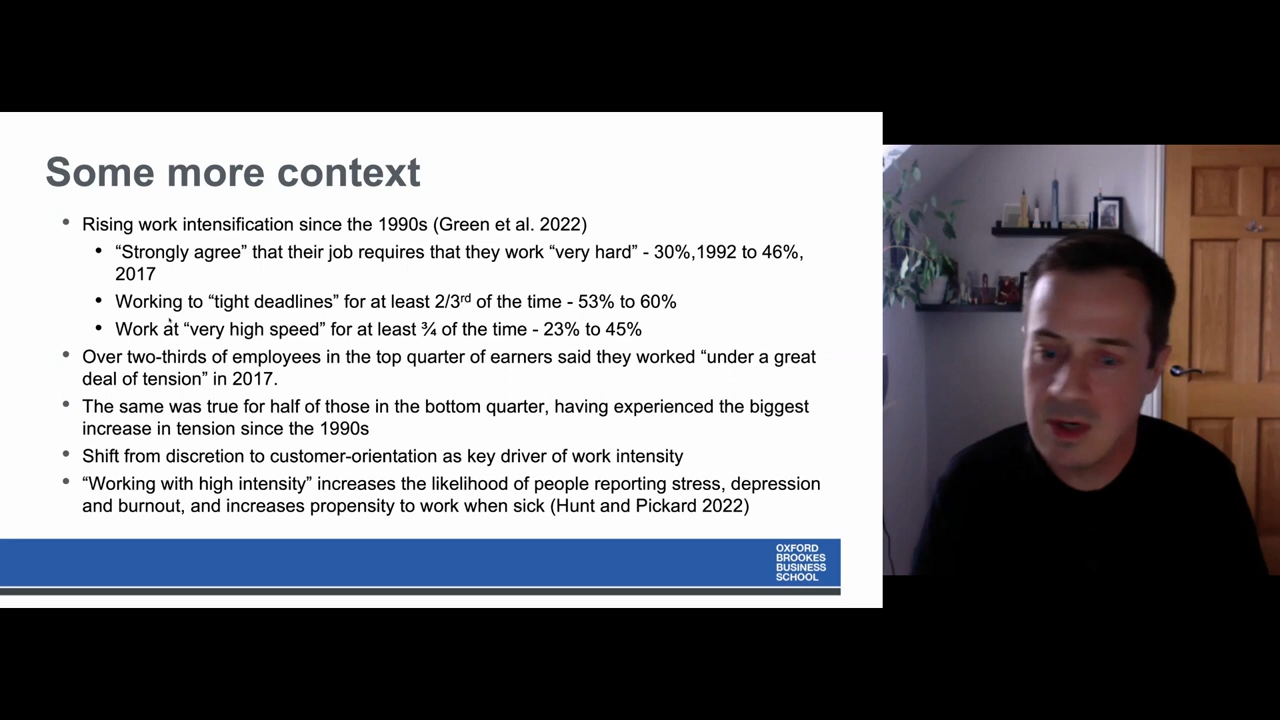 Some more context
• Rising work intensification since the 1990s (Green et al. 2022)
• “Strongly agree” that their job requires that they work “very hard” - 30%,1992 to 46%,
2017
• Working to “tight deadlines” for at least 2/3rd of the time - 53% to 60%
• Work at “very high speed” for at least ¾ of the time - 23% to 45%
• Over two-thirds of employees in the top quarter of earners said they worked “under a great
deal of tension” in 2017.
• The same was true for half of those in the bottom quarter, having experienced the biggest
increase in tension since the 1990s
• Shift from discretion to customer-orientation as key driver of work intensity
• “Working with high intensity” increases the likelihood of people reporting stress, depression
and burnout, and increases propensity to work when sick (Hunt and Pickard 2022)
OXFORD
BROOKES
BUSINESS
SCHOOL